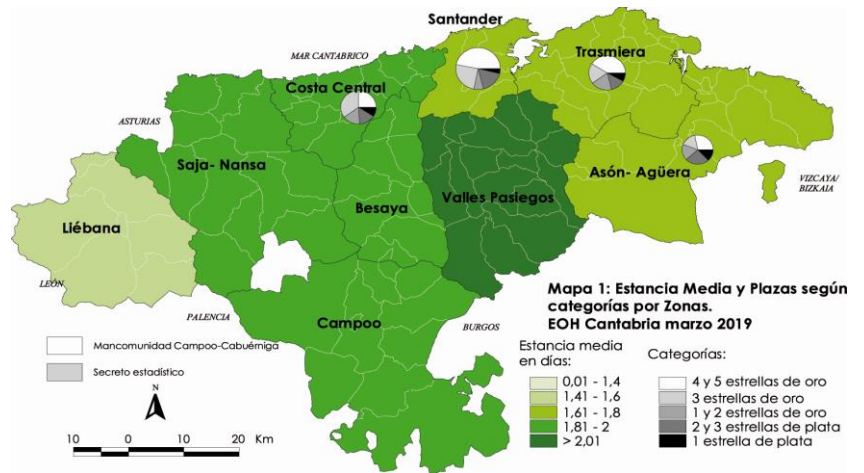 Santander
MAR CANTABRICO
Trasmiera
Costa Central
ASTURIAS
Saja- Nansa
Asón- Agüera
VIZCAYA/
BIZKAIA
Besaya
Valles Pasiegos
Liébana
LEÓN
PALENCIA
Campoo
BURGOS
Mapa 1: Estancia Media y Plazas según
categorías por Zonas.
EOH Cantabria marzo 2019
Mancomunidad Campoo-Cabuérniga
Secreto estadístico
N
10 0 10 20 Km
Estancia media
en días:
0,01 - 1,4
1,41 - 1,6
1,61 - 1,8
1,81 - 2
> 2,01
Categorías:
4 y 5 estrellas de oro
3 estrellas de oro
1 y 2 estrellas de oro
2 y 3 estrellas de plata
1 estrella de plata